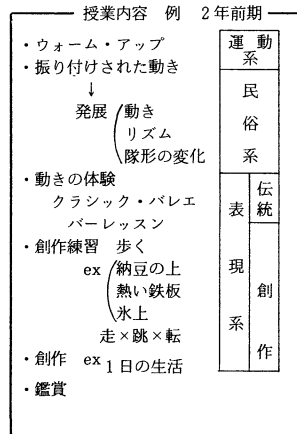 授業内容 例 2年前期
・ウォーム・アップ
・振り付けされた動き
↓
発展 動き
リズム
隊形の変化
・動きの体験
クラシック・バレエ
バーレッスン
・創作練習 歩く
ex 納豆の上
熱い鉄板
氷上
走×跳×転
・創作 ex 1日の生活
・鑑賞
運動系
民俗系
表現系
伝統
創作